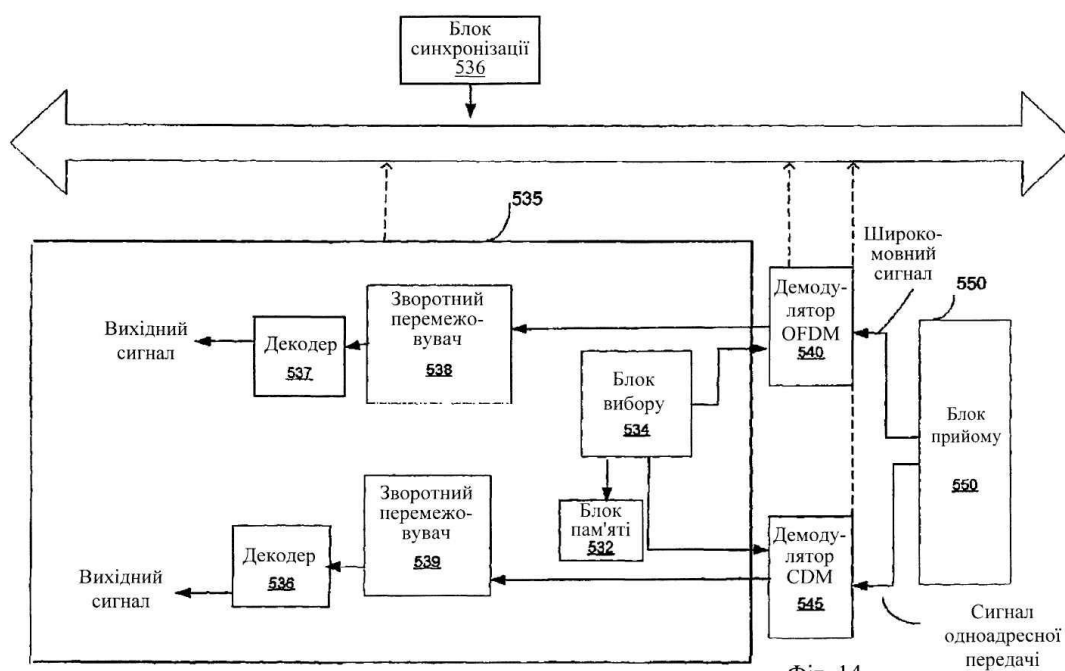 Блок
синхронізації
536
535
Широко-
мовний
сигнал
550
Вихідний
сигнал
Декодер
537
Зворотний
перемежо-
вувач
538
Блок
вибору
534
Демоду-
лятор
OFDM
540
Блок
прийому
550
Блок
пам'яті
532
Вихідний
сигнал
Декодер
536
Зворотний
перемежо-
вувач
539
Демоду-
лятор
CDM
545
Сигнал
одноадресної
передачі
Фіг. 14